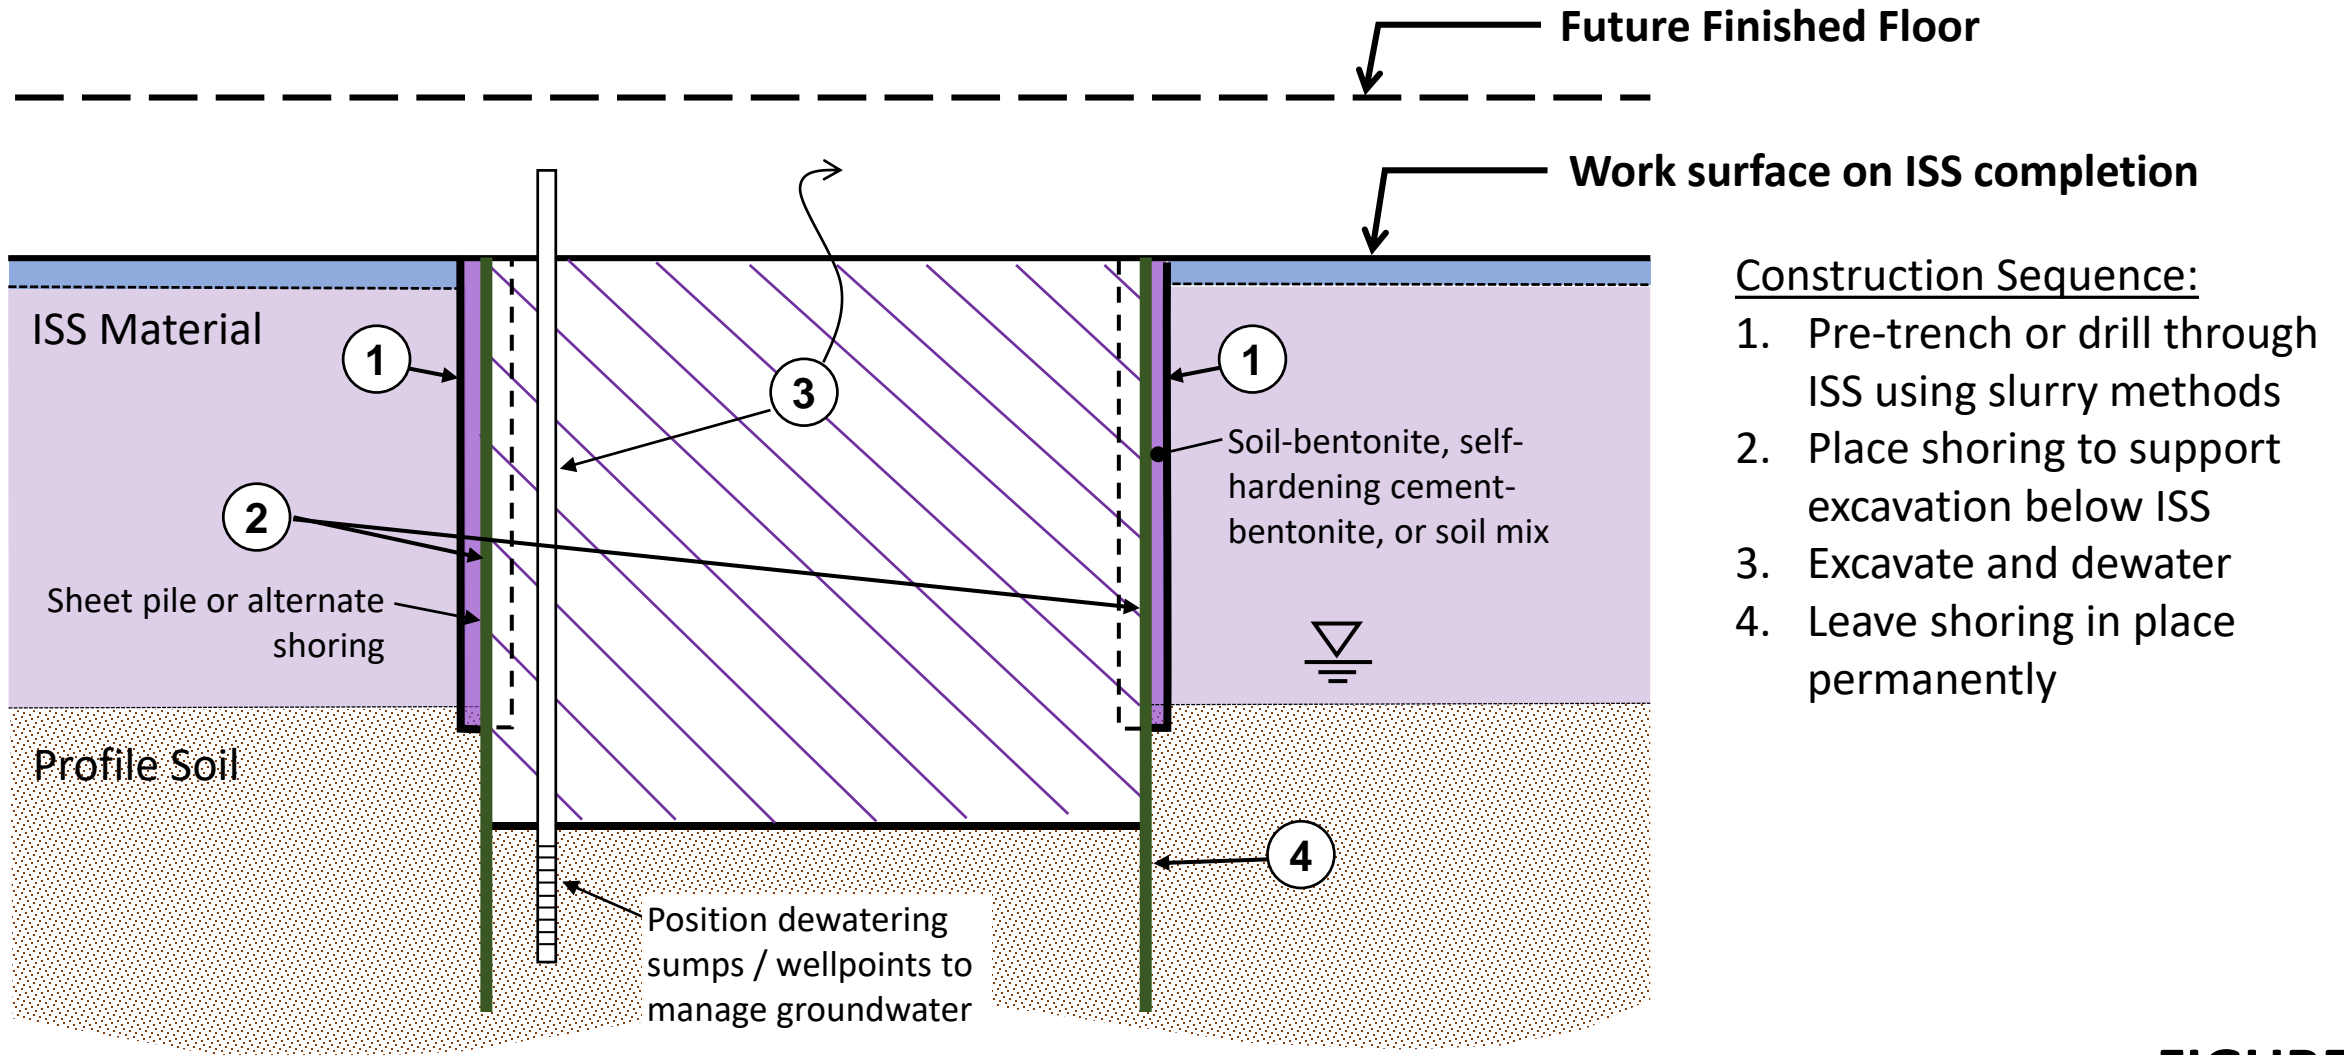 Future Finished Floor
Work surface on ISS completion
ISS Material
1
3
1
2
Soil-bentonite, self-
hardening cement-
bentonite, or soil mix
Sheet pile or alternate
shoring
Profile Soil
4
Position dewatering
sumps / wellpoints to
manage groundwater
Construction Sequence:
1. Pre-trench or drill through
ISS using slurry methods
2. Place shoring to support
excavation below ISS
3. Excavate and dewater
4. Leave shoring in place
permanently